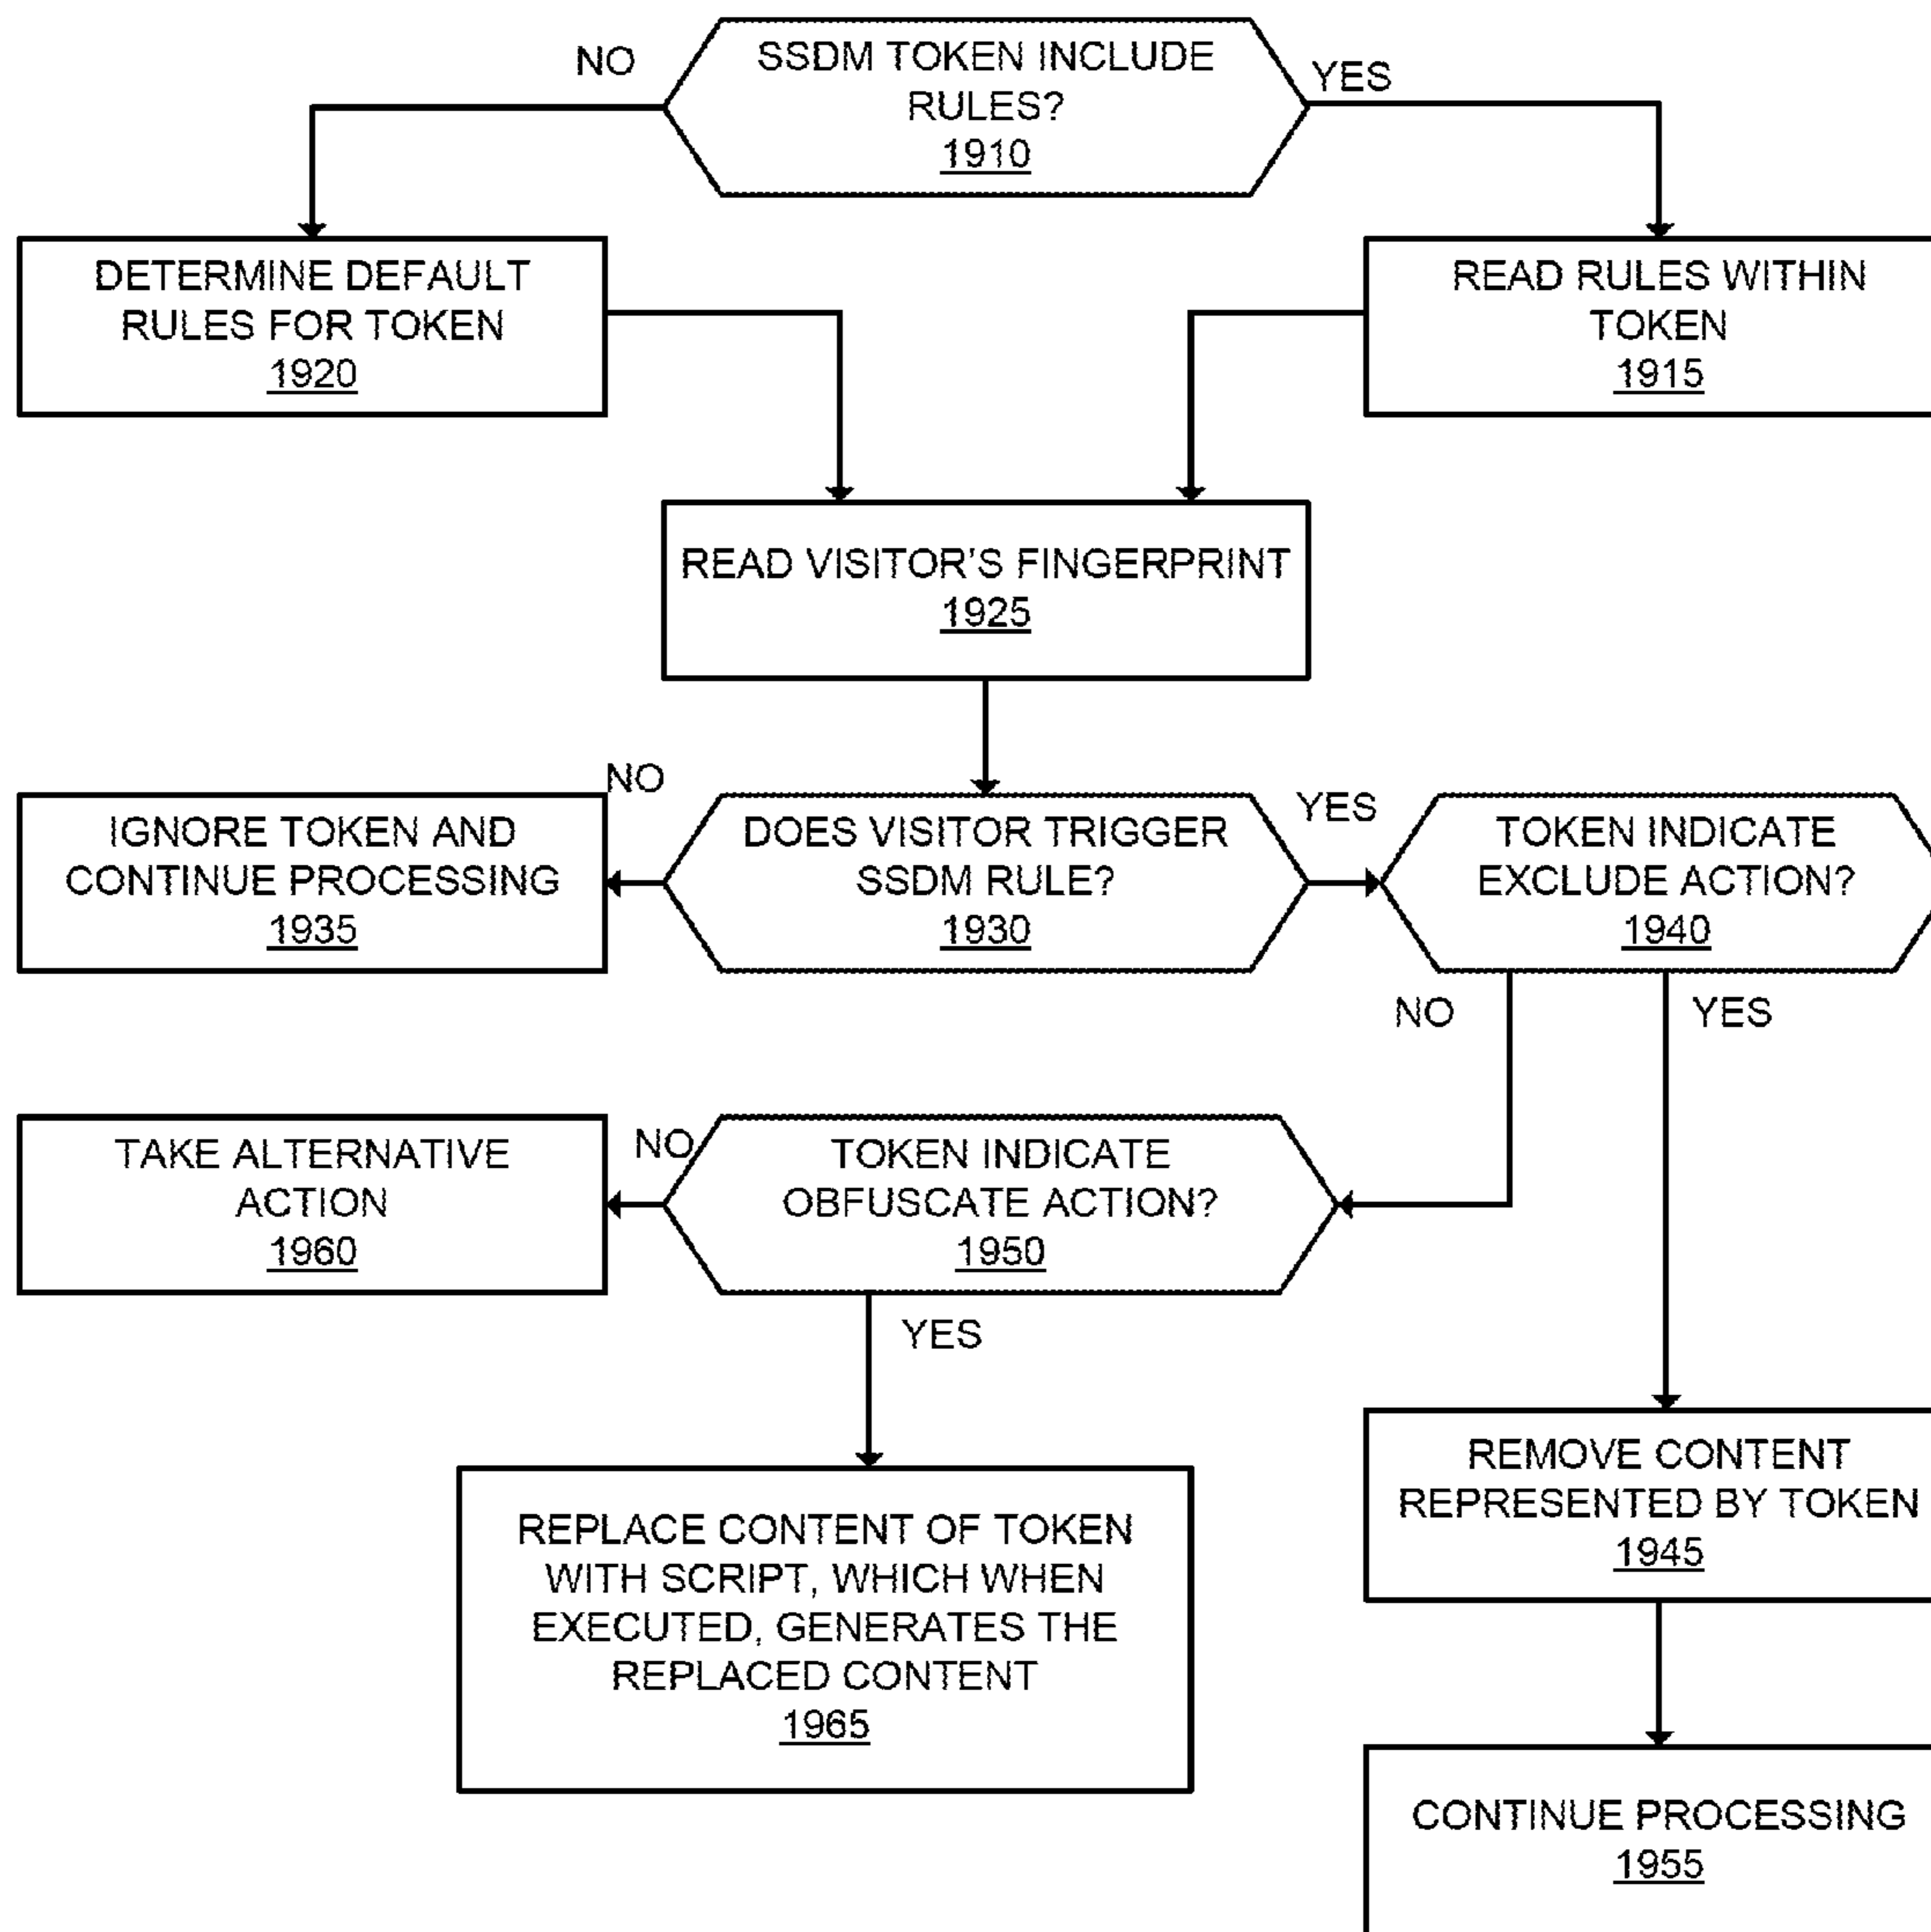 NO
SSDM TOKEN INCLUDE
RULES?
1910
YES
DETERMINE DEFAULT
RULES FOR TOKEN
1920
READ RULES WITHIN
TOKEN
1915
READ VISITOR'S FINGERPRINT
1925
NO
IGNORE TOKEN AND
CONTINUE PROCESSING
1935
DOES VISITOR TRIGGER
SSDM RULE?
1930
YES
TOKEN INDICATE
EXCLUDE ACTION?
1940
NO
YES
TAKE ALTERNATIVE
ACTION
1960
NO
TOKEN INDICATE
OBFUSCATE ACTION?
1950
YES
REPLACE CONTENT OF TOKEN
WITH SCRIPT, WHICH WHEN
EXECUTED, GENERATES THE
REPLACED CONTENT
1965
REMOVE CONTENT
REPRESENTED BY TOKEN
1945
CONTINUE PROCESSING
1955